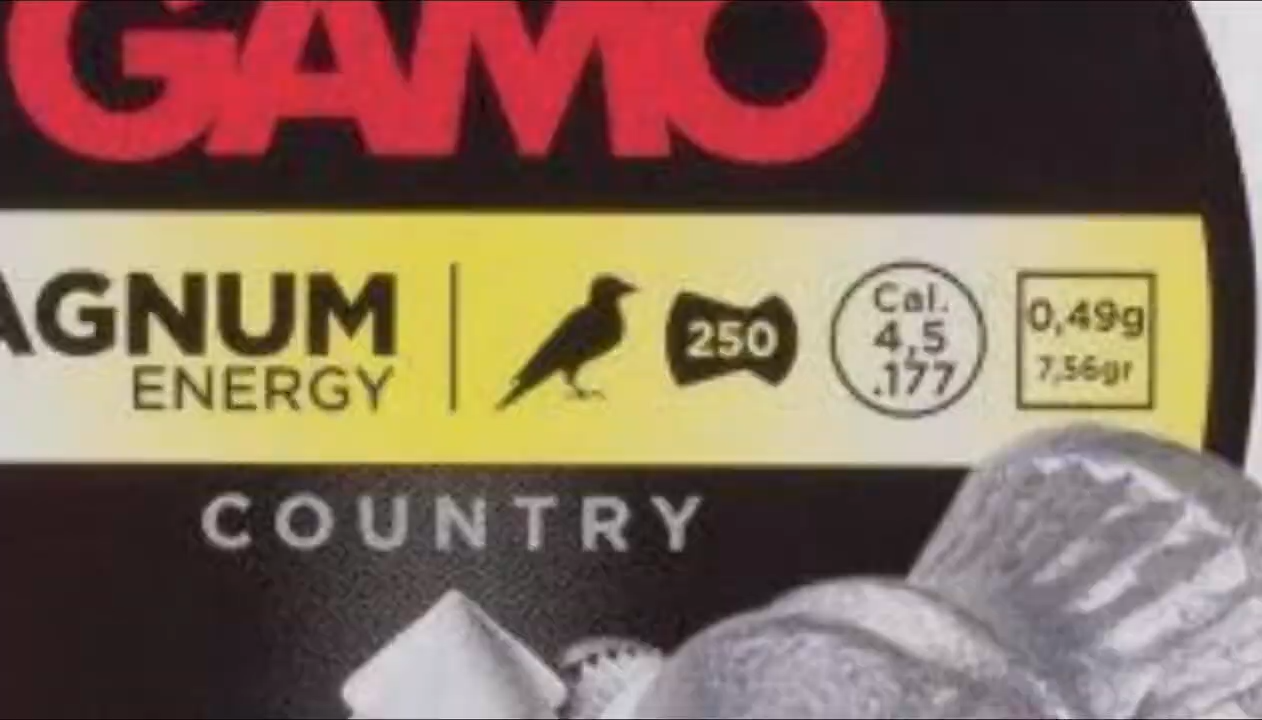 GAMO
AGNUM
ENERGY
250
Cal.
4,5
.177
0,49g
7,56gr
COUNTRY